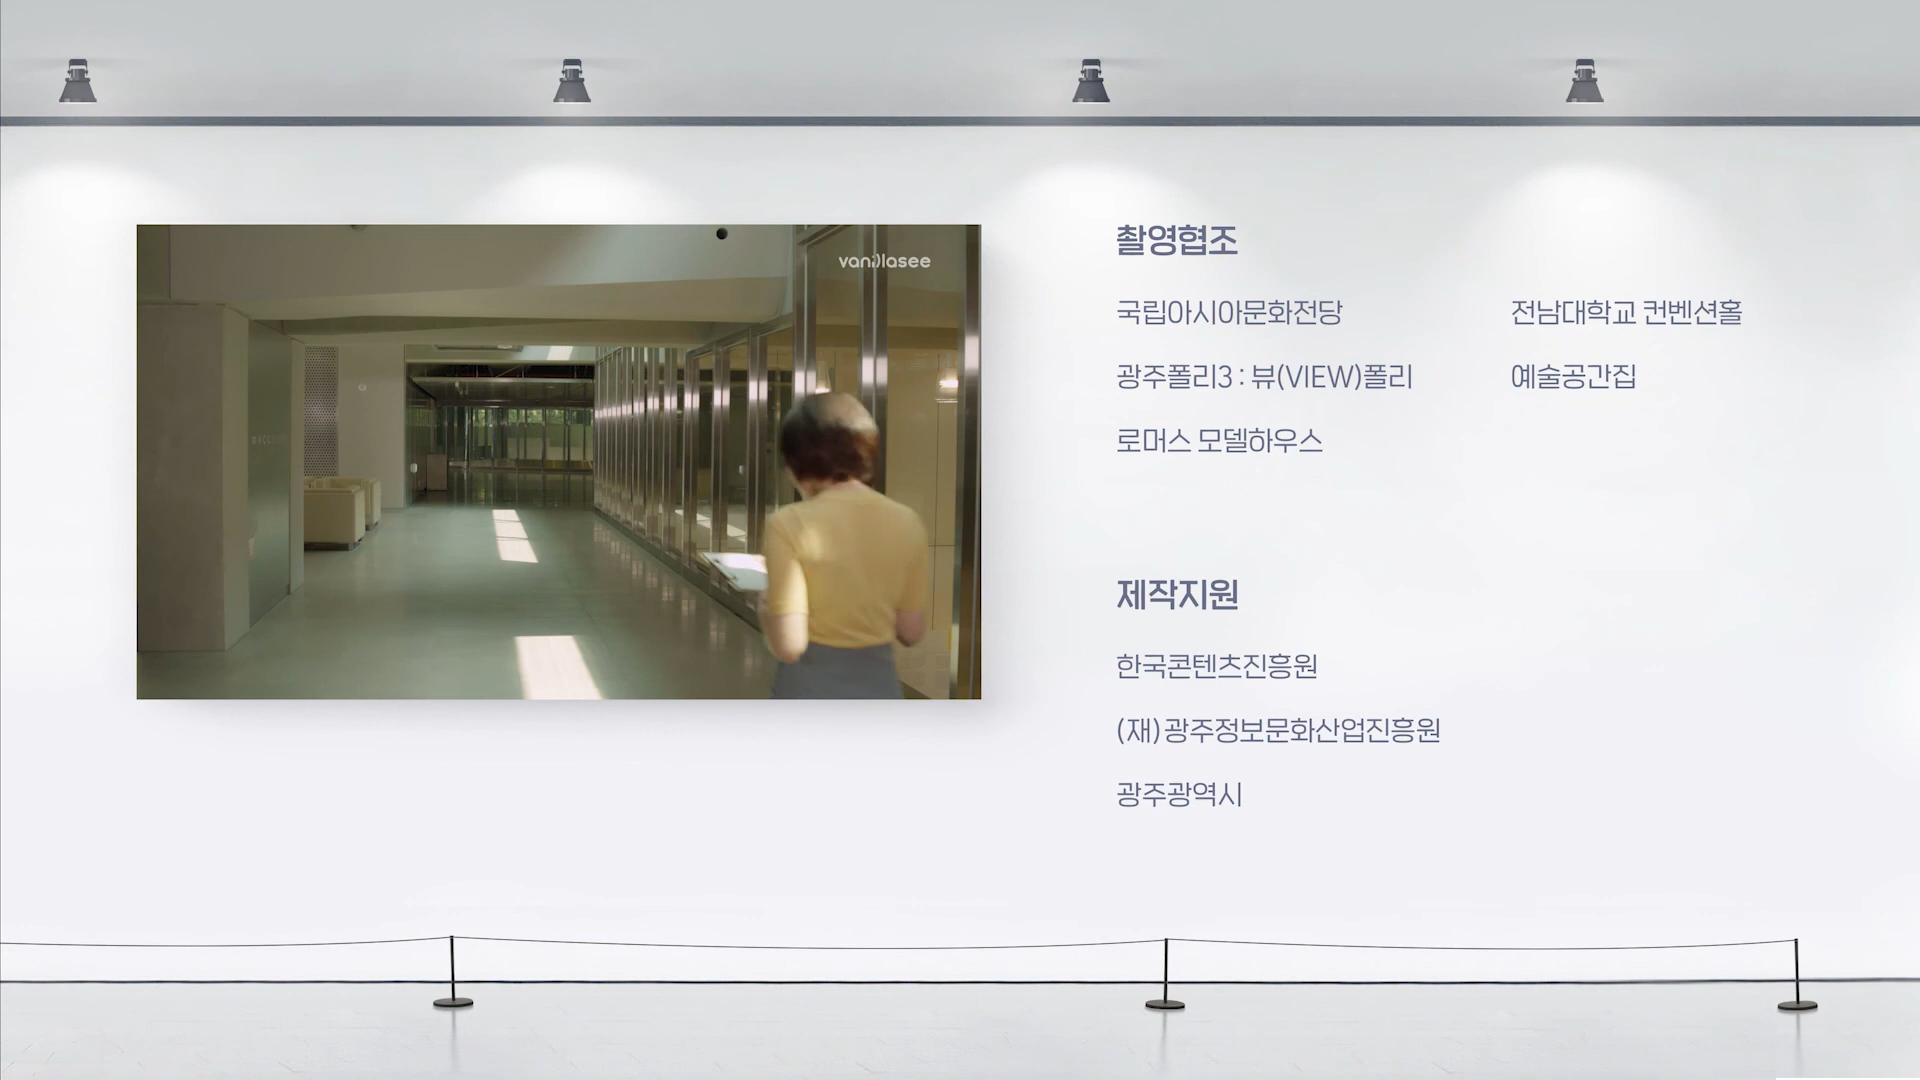 vanillasee
촬영협조
국립아시아문화전당
전남대학교 컨벤션홀
광주폴리3 : 뷰(VIEW)폴리
예술공간집
로머스 모델하우스
제작지원
한국콘텐츠진흥원
(재)광주정보문화산업진흥원
광주광역시